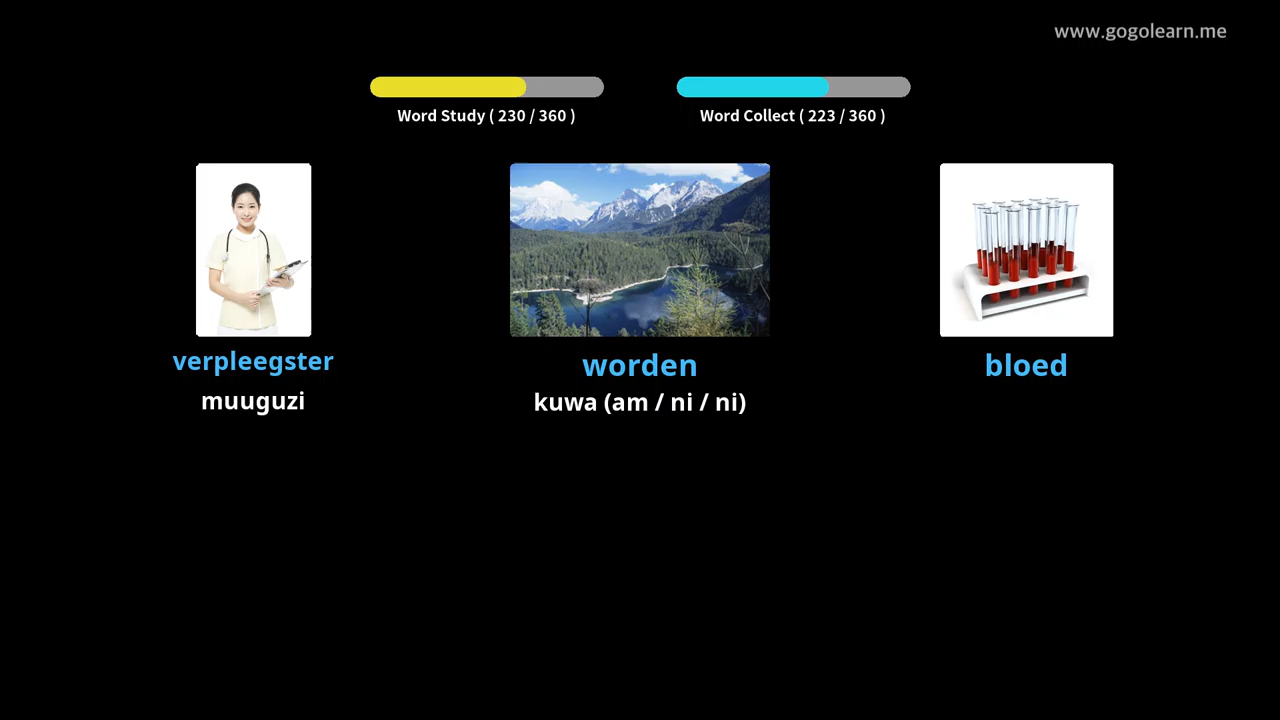 www.gogolearn.me
Word Study ( 230 / 360 )
Word Collect ( 223 / 360 )
verpleegster
muuguzi
worden
kuwa (am / ni / ni)
bloed